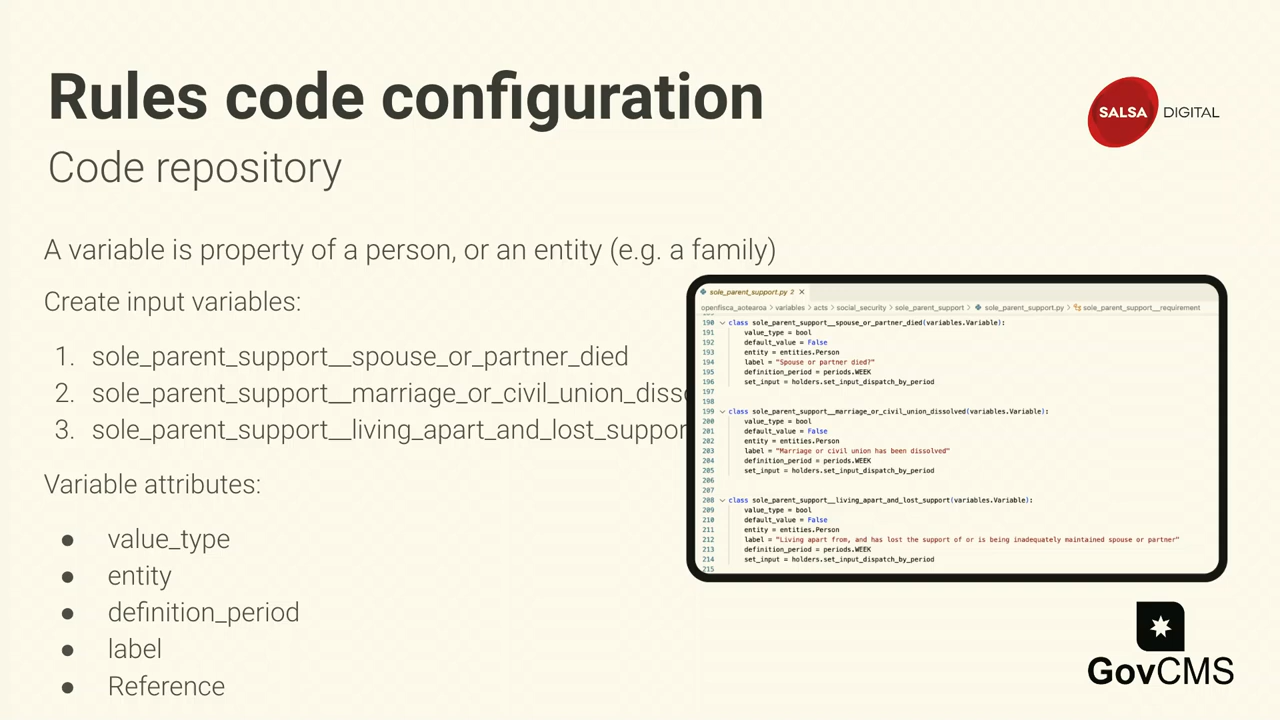 Rules code configuration
SALSA DIGITAL
Code repository
A variable is property of a person, or an entity (e.g. a family)
Create input variables:
1. sole_parent_support__spouse_or_partner_died
2. sole_parent_support__marriage_or_civil_union_disso
3. sole_parent_support__living_apart_and_lost_suppor
Variable attributes:
● value_type
● entity
● definition_period
● label
● Reference
sole_parent_support.py 2 ×
openfisca_aotearoa > variables > acts > social_security > sole_parent_support > sole_parent_support.py > sole_parent_support__requirement
190 class sole_parent_support__spouse_or_partner_died(variables.Variable):
191 value_type = bool
192 default_value = False
193 entity = entities.Person
194 label = "Spouse or partner died?"
195 definition_period = periods.WEEK
196 set_input = holders.set_input_dispatch_by_period
197
198
199 class sole_parent_support__marriage_or_civil_union_dissolved(variables.Variable):
200 value_type = bool
201 default_value = False
202 entity = entities.Person
203 label = "Marriage or civil union has been dissolved"
204 definition_period = periods.WEEK
205 set_input = holders.set_input_dispatch_by_period
206
207
208 class sole_parent_support__living_apart_and_lost_support(variables.Variable):
209 value_type = bool
210 default_value = False
211 entity = entities.Person
212 label = "Living apart from, and has lost the support of or is being inadequately maintained spouse or partner"
213 definition_period = periods.WEEK
214 set_input = holders.set_input_dispatch_by_period
215
GovCMS